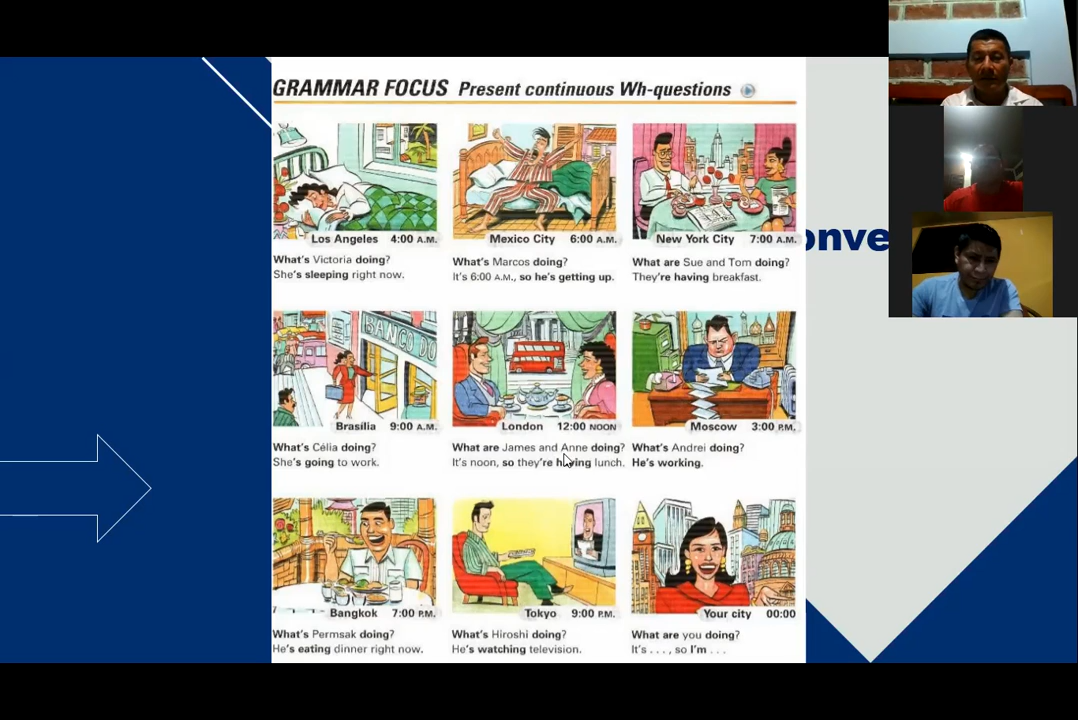 GRAMMAR FOCUS Present continuous Wh-questions
Los Angeles 4:00 A.M.
What's Victoria doing?
She's sleeping right now.
Mexico City 6:00 A.M.
What's Marcos doing?
It's 6:00 A.M., so he's getting up.
New York City 7:00 A.M.
What are Sue and Tom doing?
They're having breakfast.
onve
BANCO DO
Brasília 9:00 A.M.
What's Célia doing?
She's going to work.
London 12:00 NOON
What are James and Anne doing?
It's noon, so they're having lunch.
Moscow 3:00 P.M.
What's Andrei doing?
He's working.
Bangkok 7:00 P.M.
What's Permsak doing?
He's eating dinner right now.
Tokyo 9:00 P.M.
What's Hiroshi doing?
He's watching television.
Your city 00:00
What are you doing?
It's . . . , so I'm . . .